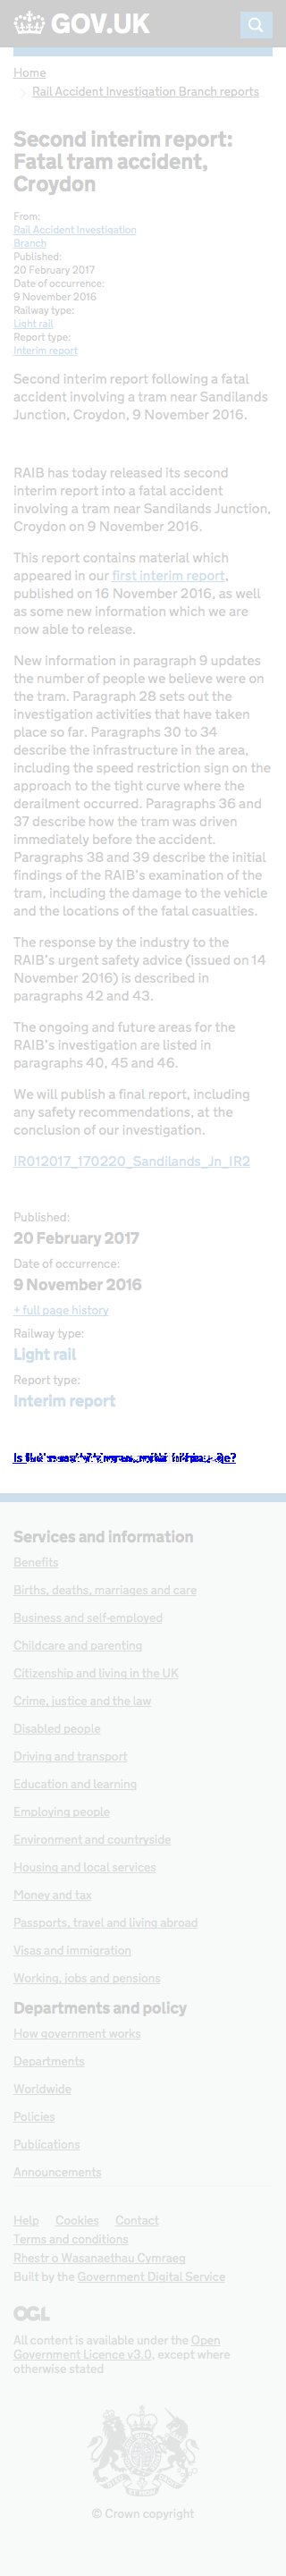 GOV.UK
Home
Rail Accident Investigation Branch reports
Second interim report:
Fatal tram accident,
Croydon
From:
Rail Accident Investigation
Branch
Published:
20 February 2017
Date of occurrence:
9 November 2016
Railway type:
Light rail
Report type:
Interim report
Second interim report following a fatal
accident involving a tram near Sandilands
Junction, Croydon, 9 November 2016.
RAIB has today released its second
interim report into a fatal accident
involving a tram near Sandilands Junction,
Croydon on 9 November 2016.
This report contains material which
appeared in our first interim report,
published on 16 November 2016, as well
as some new information which we are
now able to release.
New information in paragraph 9 updates
the number of people we believe were on
the tram. Paragraph 28 sets out the
investigation activities that have taken
place so far. Paragraphs 30 to 34
describe the infrastructure in the area,
including the speed restriction sign on the
approach to the tight curve where the
derailment occurred. Paragraphs 36 and
37 describe how the tram was driven
immediately before the accident.
Paragraphs 38 and 39 describe the initial
findings of the RAIB's examination of the
tram, including the damage to the vehicle
and the locations of the fatal casualties.
The response by the industry to the
RAIB's urgent safety advice (issued on 14
November 2016) is described in
paragraphs 42 and 43.
The ongoing and future areas for the
RAIB's investigation are listed in
paragraphs 40, 45 and 46.
We will publish a final report, including
any safety recommendations, at the
conclusion of our investigation.
IR012017_170220_Sandilands_Jn_IR2
Published:
20 February 2017
Date of occurrence:
9 November 2016
+ full page history
Railway type:
Light rail
Report type:
Interim report
Is
Services and information
Benefits
Births, deaths, marriages and care
Business and self-employed
Childcare and parenting
Citizenship and living in the UK
Crime, justice and the law
Disabled people
Driving and transport
Education and learning
Employing people
Environment and countryside
Housing and local services
Money and tax
Passports, travel and living abroad
Visas and immigration
Working, jobs and pensions
Departments and policy
How government works
Departments
Worldwide
Policies
Publications
Announcements
Help Cookies Contact
Terms and conditions
Rhestr o Wasanaethau Cymraeg
Built by the Government Digital Service
OGL
All content is available under the Open
Government Licence v3.0, except where
otherwise stated
© Crown copyright